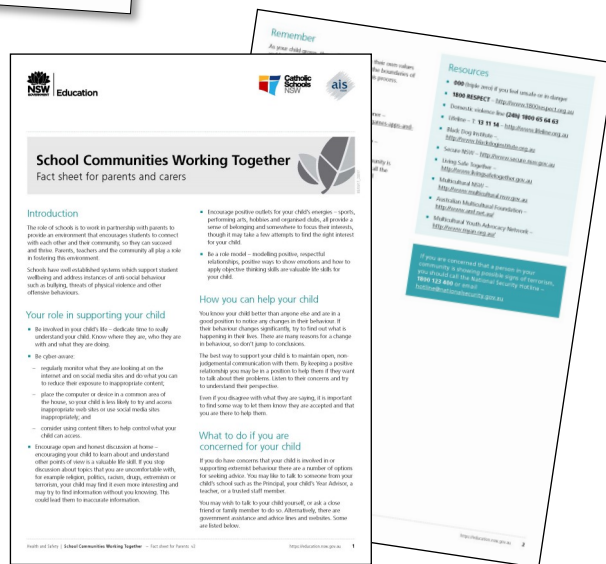 NSW
GOVERNMENT
Education
Catholic
Schools
NSW
ais
School Communities Working Together
Fact sheet for parents and carers
Introduction
The role of schools is to work in partnership with parents to
provide an environment that encourages students to connect
with each other and their community, so they can succeed
and thrive. Parents, teachers and the community all play a role
in fostering this environment.
Schools have well established systems which support student
wellbeing and address instances of anti-social behaviour
such as bullying, threats of physical violence and other
offensive behaviours.
Your role in supporting your child
• Be involved in your child's life – dedicate time to really
understand your child. Know where they are, who they are
with and what they are doing.
• Be cyber-aware:
– regularly monitor what they are looking at on the
internet and on social media sites and do what you can
to reduce their exposure to inappropriate content;
– place the computer or device in a common area of
the house, so your child is less likely to try and access
inappropriate web sites or use social media sites
inappropriately; and
– consider using content filters to help control what your
child can access.
• Encourage open and honest discussion at home –
encouraging your child to learn about and understand
other points of view is a valuable life skill. If you stop
discussion about topics that you are uncomfortable with,
for example religion, politics, racism, drugs, extremism or
terrorism, your child may find it even more interesting and
may try to find information without you knowing. This
could lead them to inaccurate information.
• Encourage positive outlets for your child's energies – sports,
performing arts, hobbies and organised clubs, all provide a
sense of belonging and somewhere to focus their interests,
though it may take a few attempts to find the right interest
for your child.
• Be a role model – modelling positive, respectful
relationships, positive ways to show emotions and how to
apply objective thinking skills are valuable life skills for
your child.
How you can help your child
You know your child better than anyone else and are in a
good position to notice any changes in their behaviour. If
their behaviour changes significantly, try to find out what is
happening in their lives. There are many reasons for a change
in behaviour, so don't jump to conclusions.
The best way to support your child is to maintain open, non-
judgemental communication with them. By keeping a positive
relationship you may be in a position to help them if they want
to talk about their problems. Listen to their concerns and try
to understand their perspective.
Even if you disagree with what they are saying, it is important
to find some way to let them know they are accepted and that
you are there to help them.
What to do if you are
concerned for your child
If you do have concerns that your child is involved in or
supporting extremist behaviour there are a number of options
for seeking advice. You may like to talk to someone from your
child's school such as the Principal, your child's Year Advisor, a
teacher, or a trusted staff member.
You may wish to talk to your child yourself, or ask a close
friend or family member to do so. Alternatively, there are
government assistance and advice lines and websites. Some
are listed below.
Health and Safety | School Communities Working Together – Fact sheet for Parents v2
https://education.nsw.gov.au 1
Remember
As your child grows
their own values
the boundaries of
process.
Resources
• 000 (triple zero) if you feel unsafe or in danger
• 1800 RESPECT – http://www.1800respect.org.au
• Domestic violence line (24h) 1800 65 64 63
• Lifeline – T: 13 11 14 – http://www.lifeline.org.au
• Black Dog Institute –
http://www.blackdoginstitute.org.au
• Secure NSW – http://www.secure.nsw.gov.au
• Living Safe Together –
http://www.livingsafetogether.gov.au
• Multicultural NSW –
http://www.multicultural.nsw.gov.au
• Australian Multicultural Foundation –
http://www.amf.net.au/
• Multicultural Youth Advocacy Network –
http://www.myan.org.au/
If you are concerned that a person in your
community is showing possible signs of terrorism,
you should call the National Security Hotline –
1800 123 400 or email
hotline@nationalsecurity.gov.au
https://education.nsw.gov.au 2